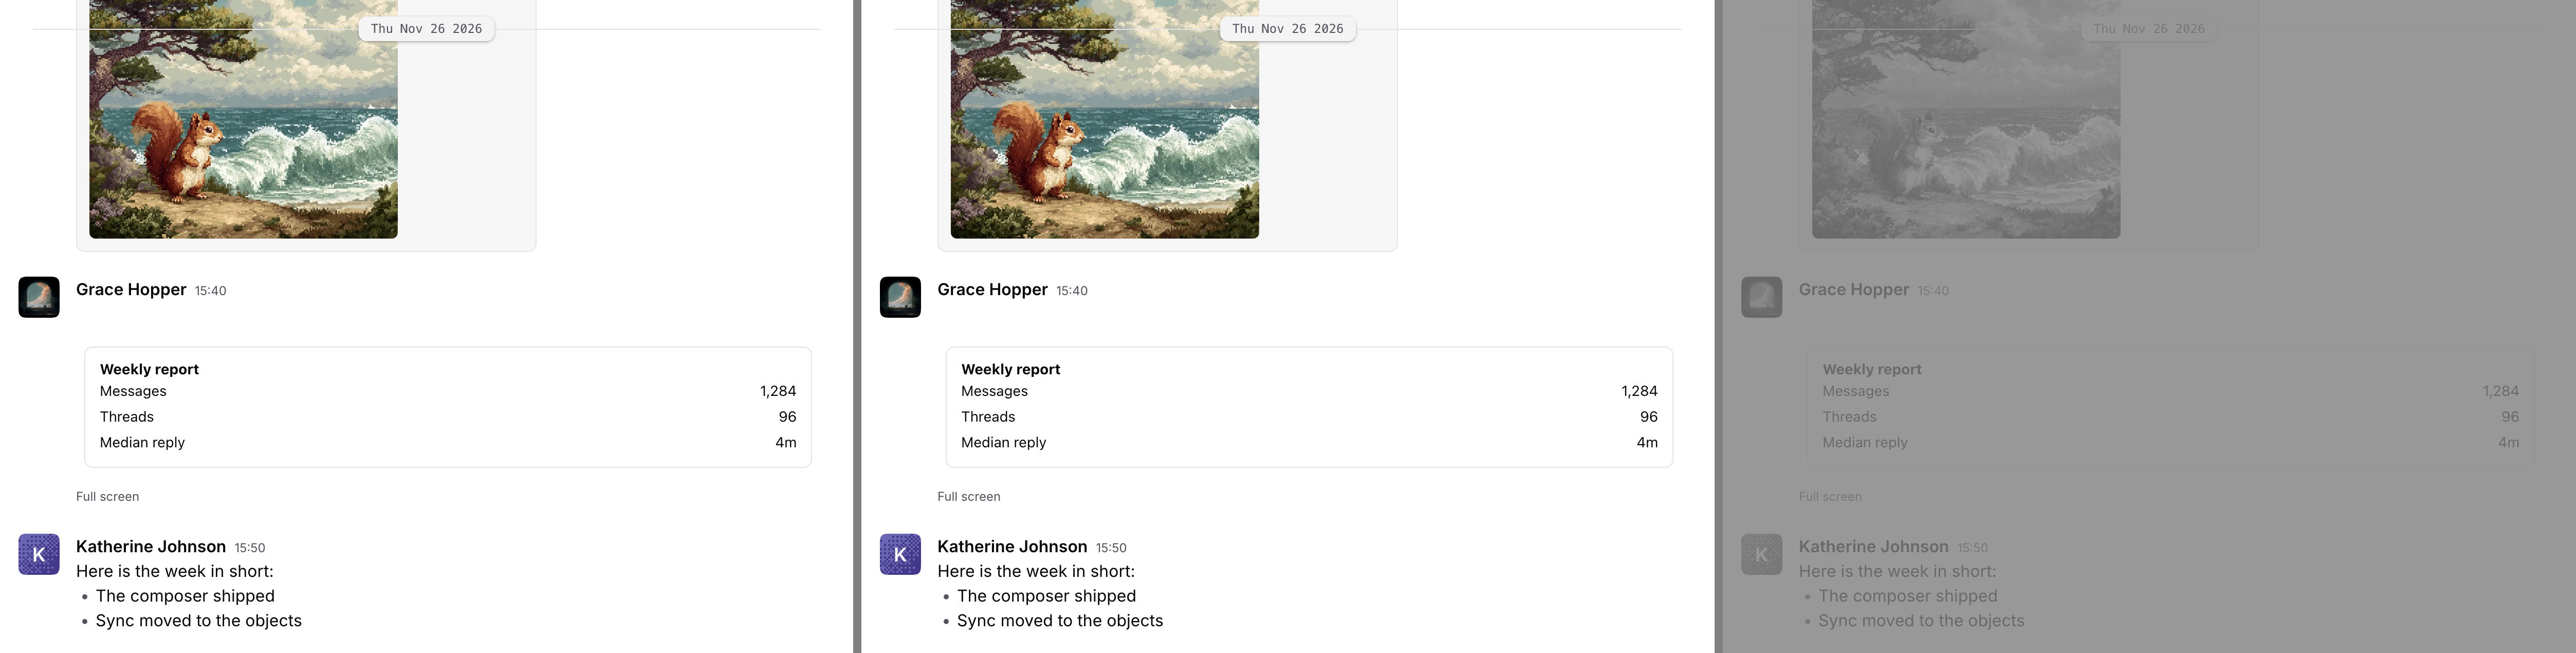 Thu Nov 26 2026
Grace Hopper 15:40
Weekly report
Messages 1,284
Threads 96
Median reply 4m
Full screen
K
Katherine Johnson 15:50
Here is the week in short:
• The composer shipped
• Sync moved to the objects
Thu Nov 26 2026
Grace Hopper 15:40
Weekly report
Messages 1,284
Threads 96
Median reply 4m
Full screen
K
Katherine Johnson 15:50
Here is the week in short:
• The composer shipped
• Sync moved to the objects
Thu Nov 26 2026
Grace Hopper 15:40
Weekly report
Messages 1,284
Threads 96
Median reply 4m
Full screen
K
Katherine Johnson 15:50
Here is the week in short:
• The composer shipped
• Sync moved to the objects